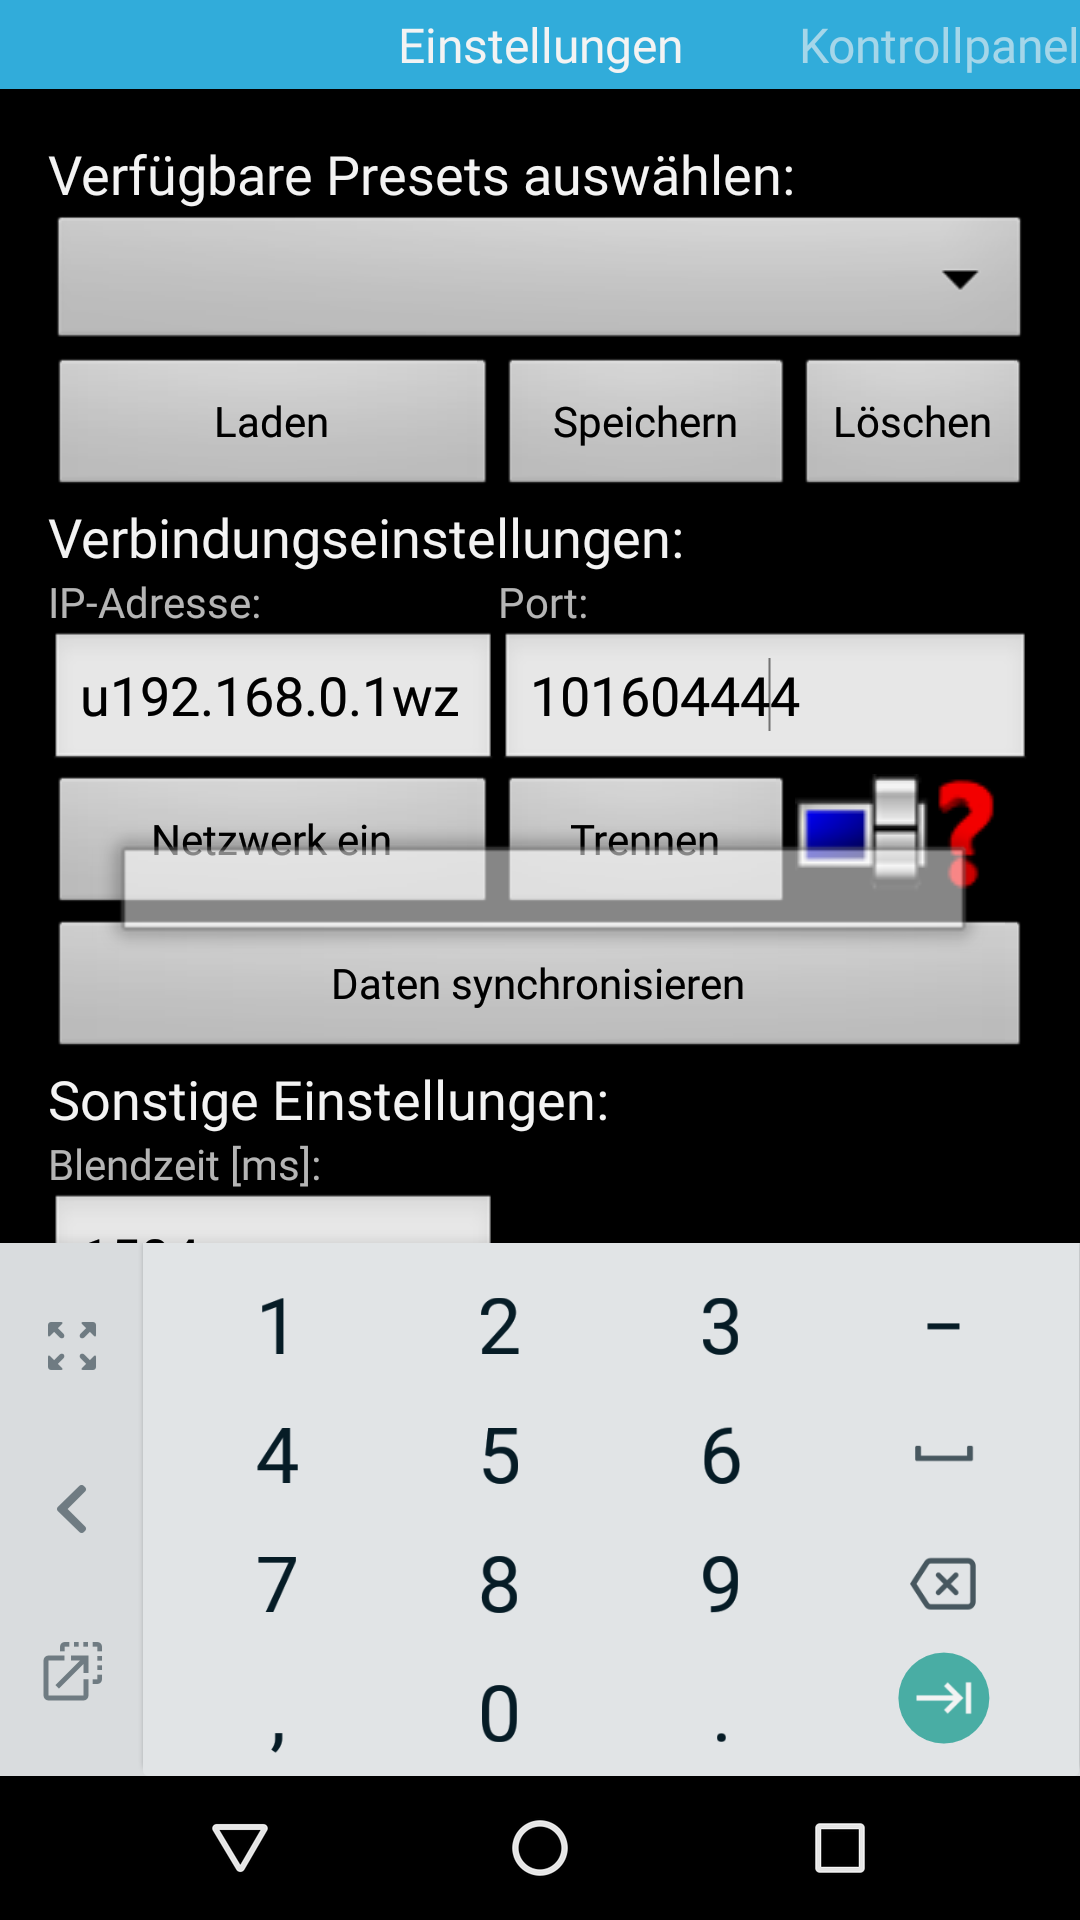 Einstellungen Kontrollpanel
Verfügbare Presets auswählen:
Laden Speichern Löschen
Verbindungseinstellungen:
IP-Adresse: Port:
u192.168.0.1wz 101604444
Netzwerk ein Trennen ?
Daten synchronisieren
Sonstige Einstellungen:
Blendzeit [ms]:
1 2 3 -
4 5 6
7 8 9
, 0 .